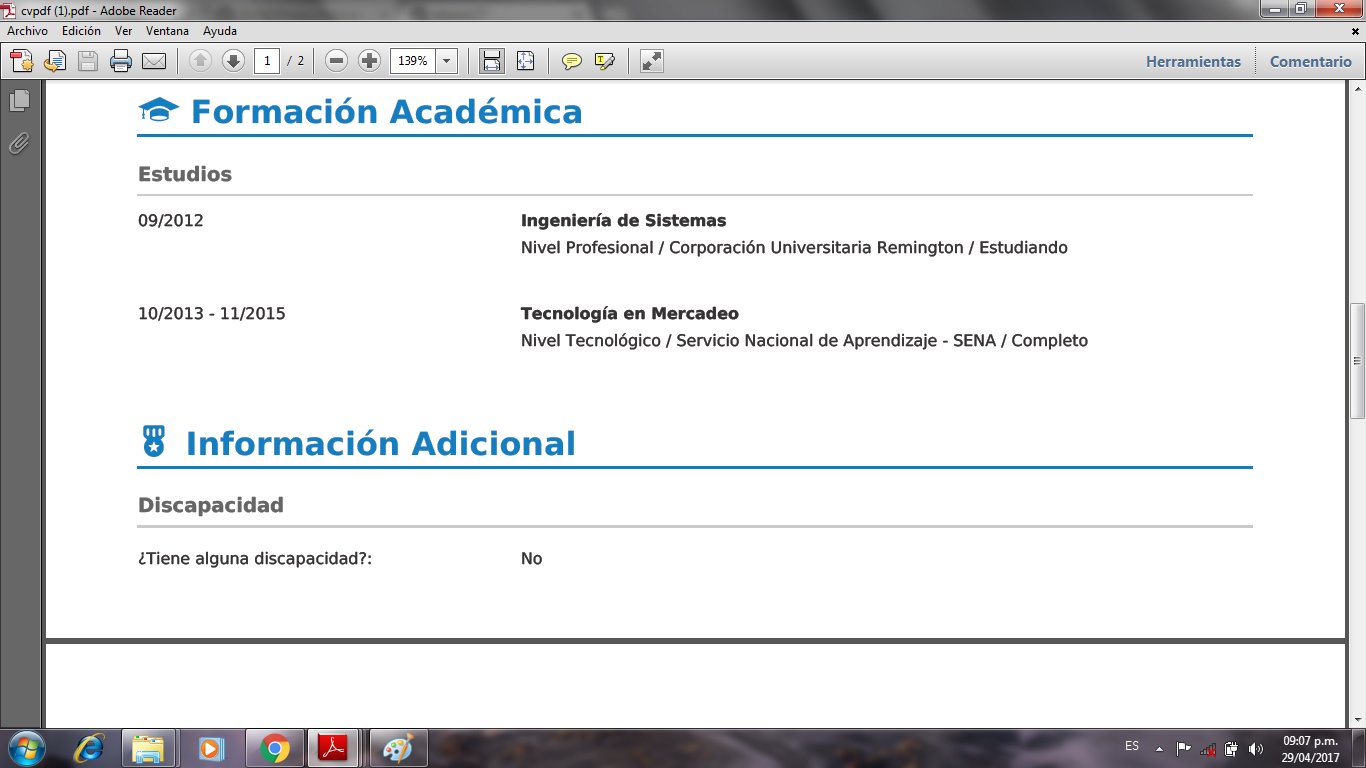 cvpdf (1).pdf - Adobe Reader
Archivo Edición Ver Ventana Ayuda
1 / 2 139% Herramientas Comentario
Formación Académica
Estudios
09/2012 Ingeniería de Sistemas
Nivel Profesional / Corporación Universitaria Remington / Estudiando
10/2013 - 11/2015 Tecnología en Mercadeo
Nivel Tecnológico / Servicio Nacional de Aprendizaje - SENA / Completo
Información Adicional
Discapacidad
¿Tiene alguna discapacidad?: No
ES 09:07 p.m.
29/04/2017